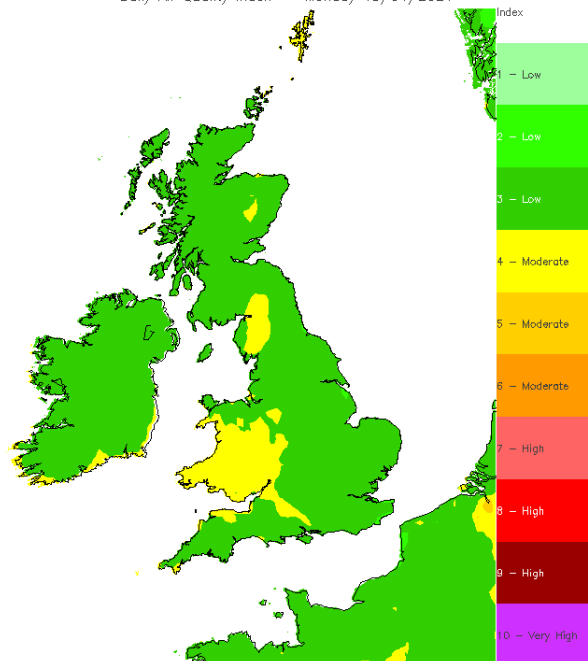 Index
1 – Low
2 – Low
3 – Low
4 – Moderate
5 – Moderate
6 – Moderate
7 – High
8 – High
9 – High
10 – Very High